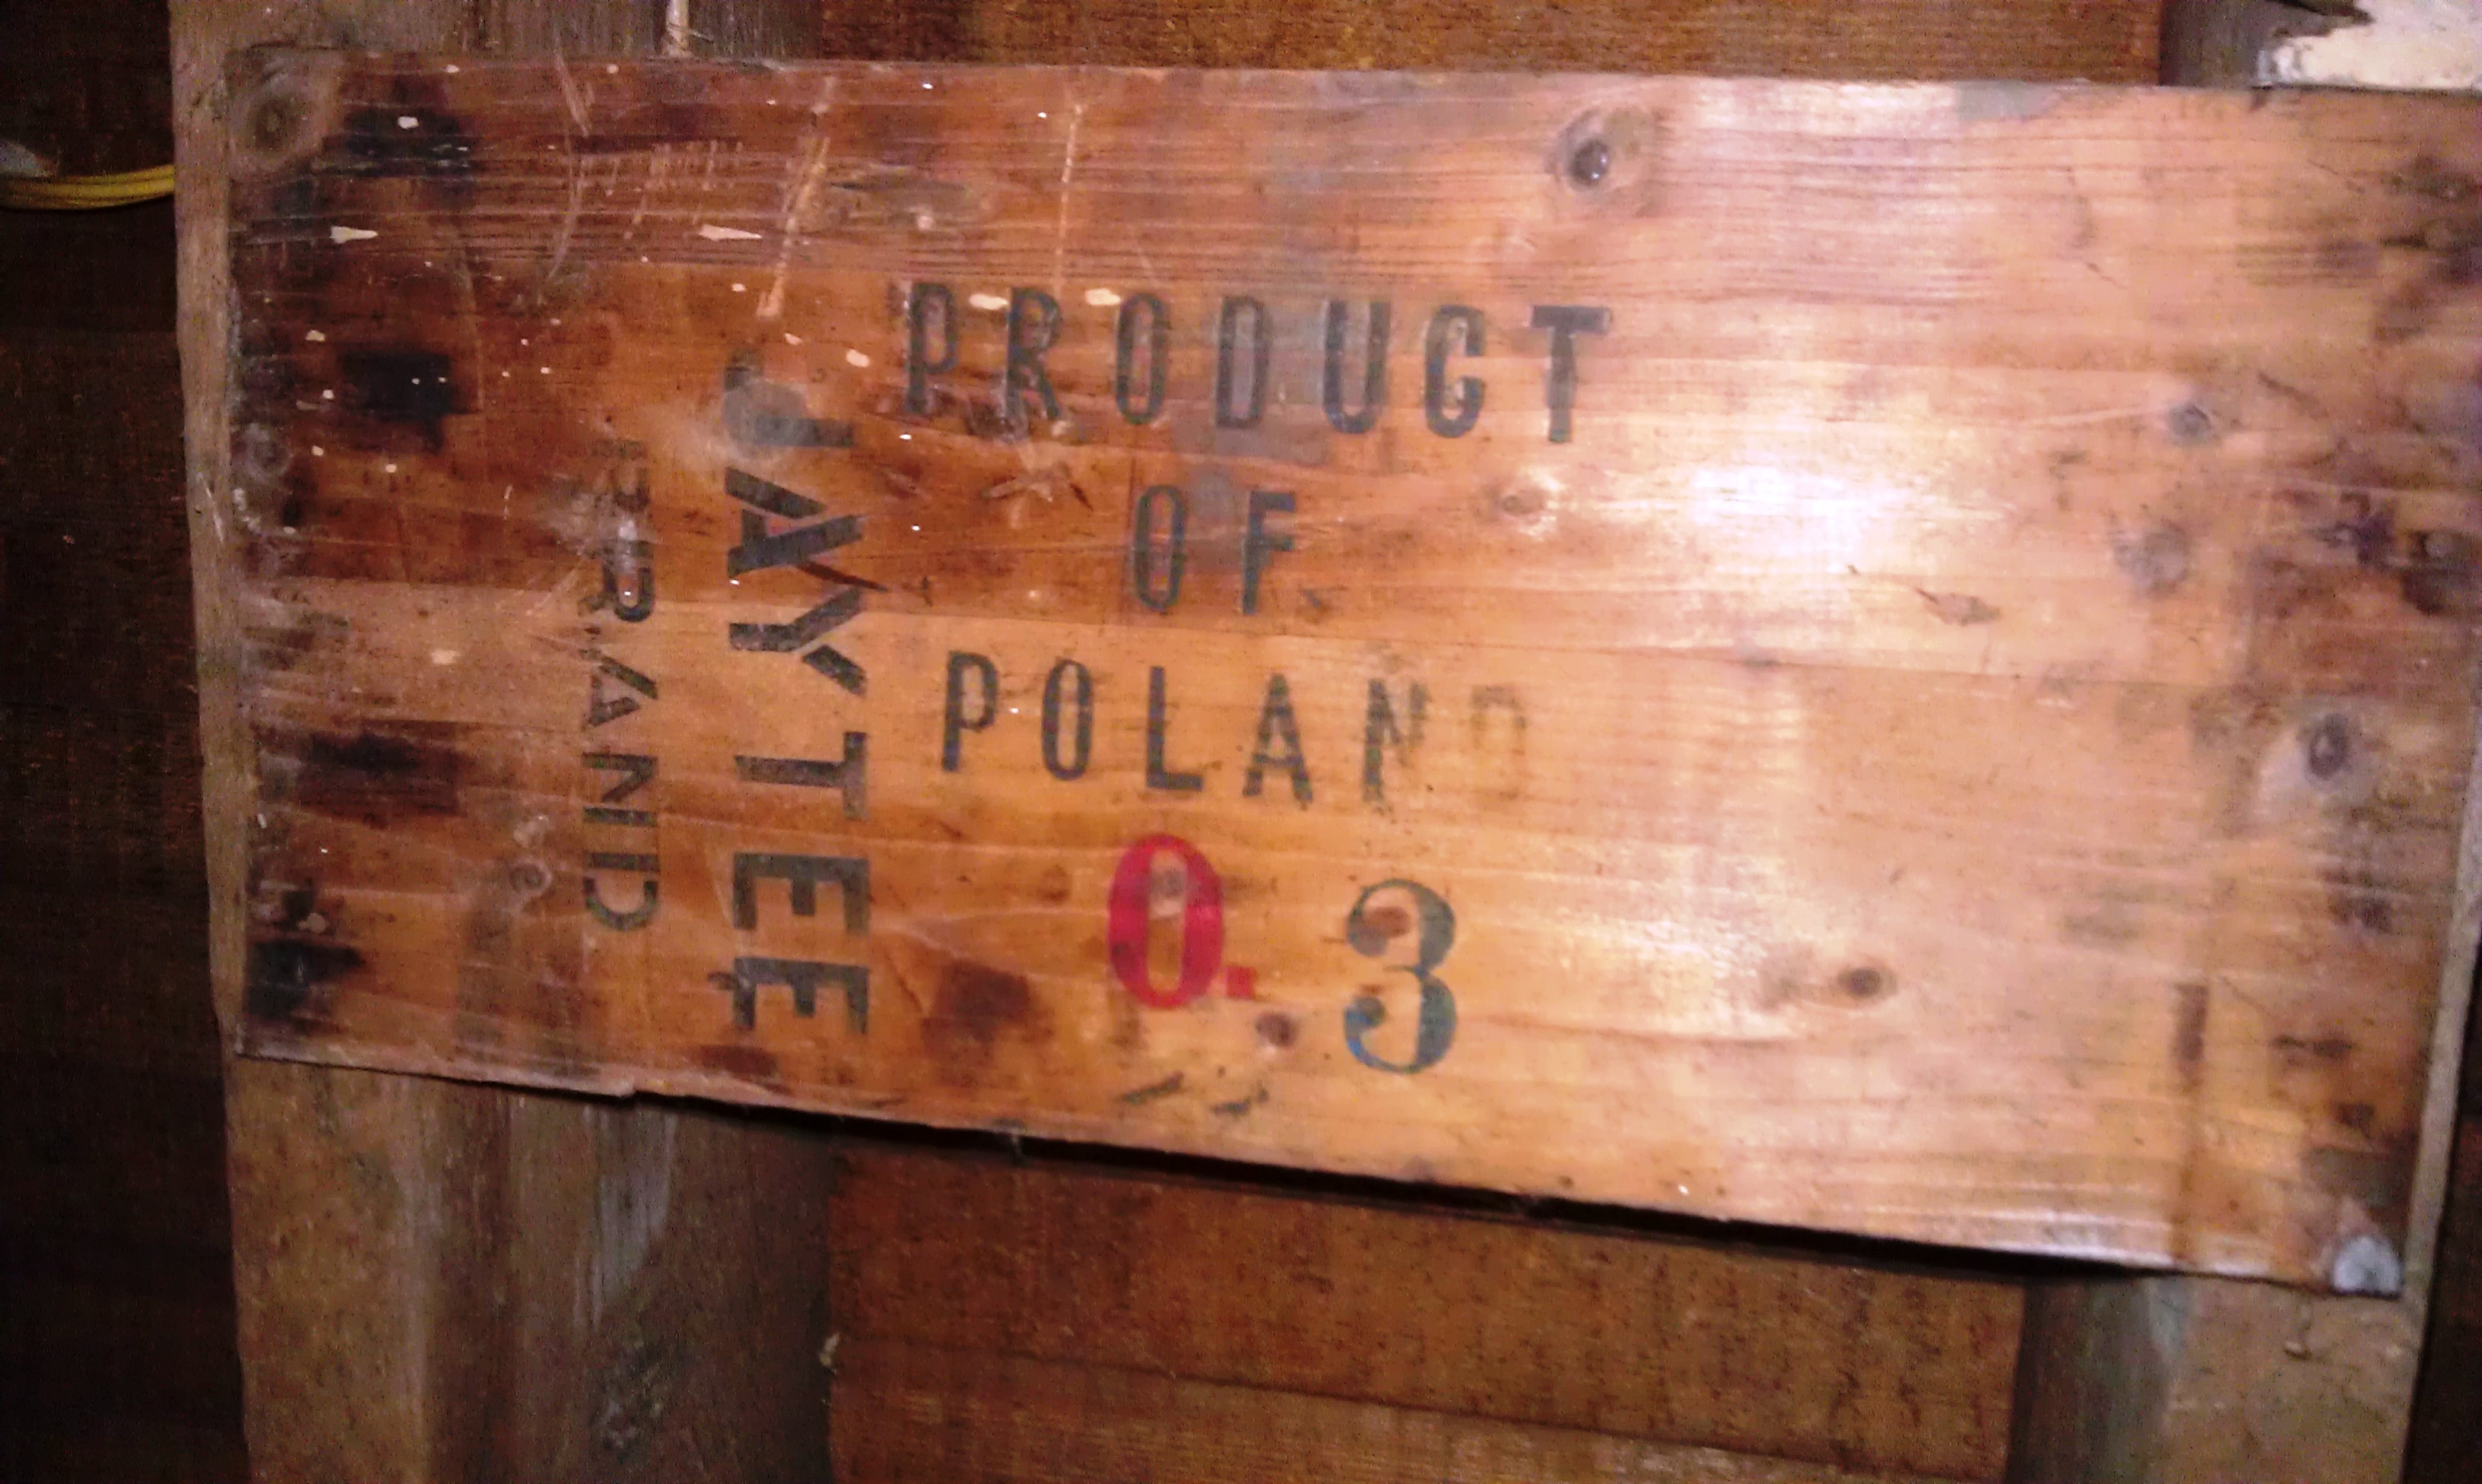 PRODUCT
OF
POLAND
0. 3
JAYTEE
BRAND